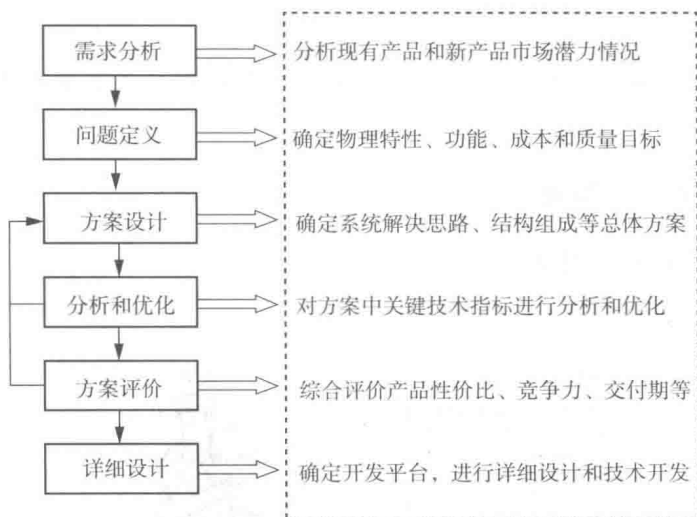 需求分析
分析现有产品和新产品市场潜力情况
问题定义
确定物理特性、功能、成本和质量目标
方案设计
确定系统解决思路、结构组成等总体方案
分析和优化
对方案中关键技术指标进行分析和优化
方案评价
综合评价产品性价比、竞争力、交付期等
详细设计
确定开发平台，进行详细设计和技术开发